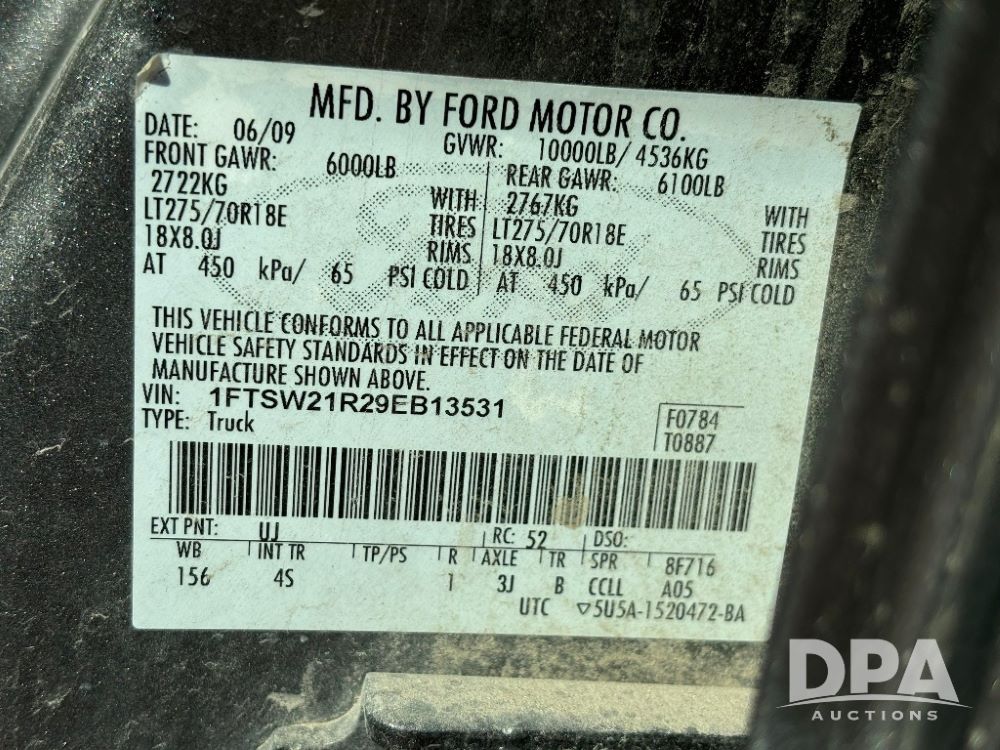 MFD. BY FORD MOTOR CO.
DATE: 06/09 GVWR: 10000LB/ 4536KG
FRONT GAWR: 6000LB REAR GAWR: 6100LB
2722KG WITH 2767KG WITH
LT275/70R18E TIRES LT275/70R18E TIRES
18X8.0J RIMS 18X8.0J RIMS
AT 450 kPa/ 65 PSI COLD AT 450 kPa/ 65 PSI COLD
THIS VEHICLE CONFORMS TO ALL APPLICABLE FEDERAL MOTOR
VEHICLE SAFETY STANDARDS IN EFFECT ON THE DATE OF
MANUFACTURE SHOWN ABOVE.
VIN: 1FTSW21R29EB13531
TYPE: Truck F0784
T0887
EXT PNT: UJ RC: 52 DSO:
WB INT TR TP/PS R AXLE TR SPR 8F716
156 4S 1 3J B CCLL A05
UTC ▽5U5A-1520472-BA
DPA
AUCTIONS